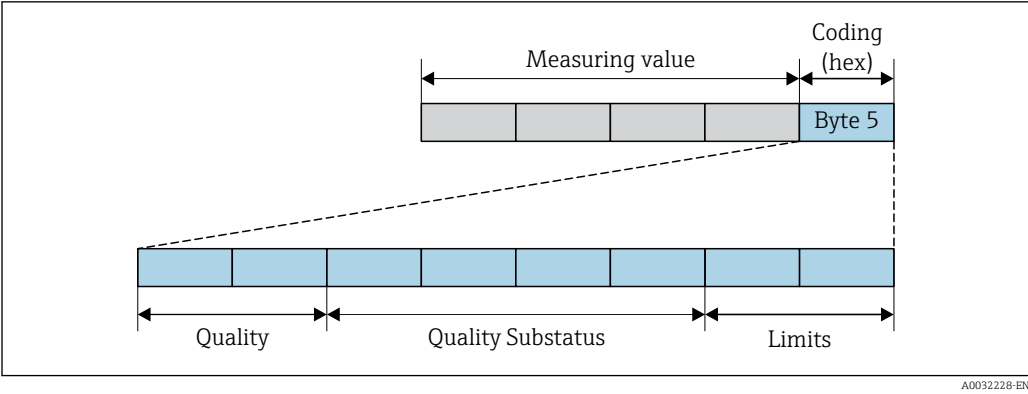 Coding
(hex)
Measuring value
Byte 5
Quality
Quality Substatus
Limits
A0032228-EN